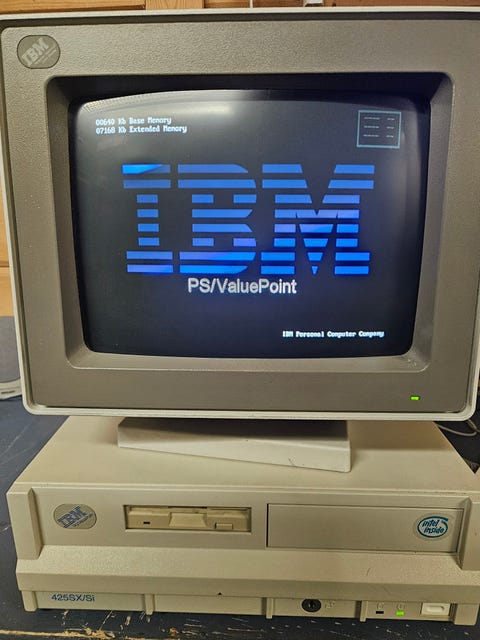 IBM
00640 Kb Base Memory
07168 Kb Extended Memory
IBM
PS/ValuePoint
IBM Personal Computer Company
IBM
intel
inside
425SX/Si